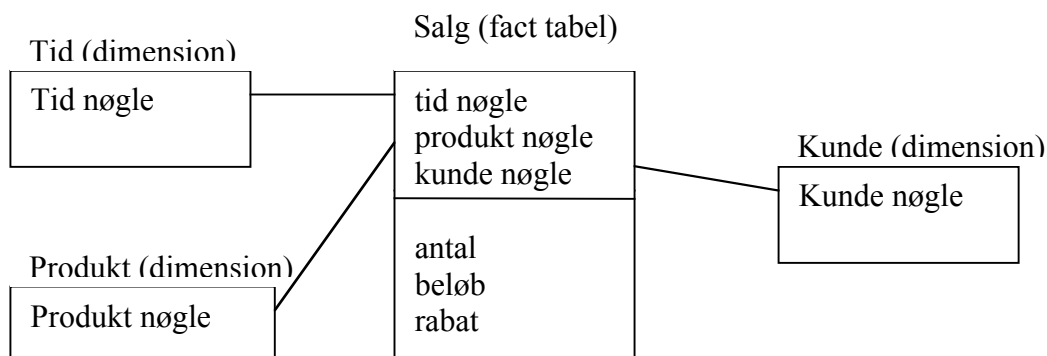 Salg (fact tabel)
Tid (dimension)
Tid nøgle
tid nøgle
produkt nøgle
kunde nøgle
Kunde (dimension)
Kunde nøgle
antal
beløb
rabat
Produkt (dimension)
Produkt nøgle